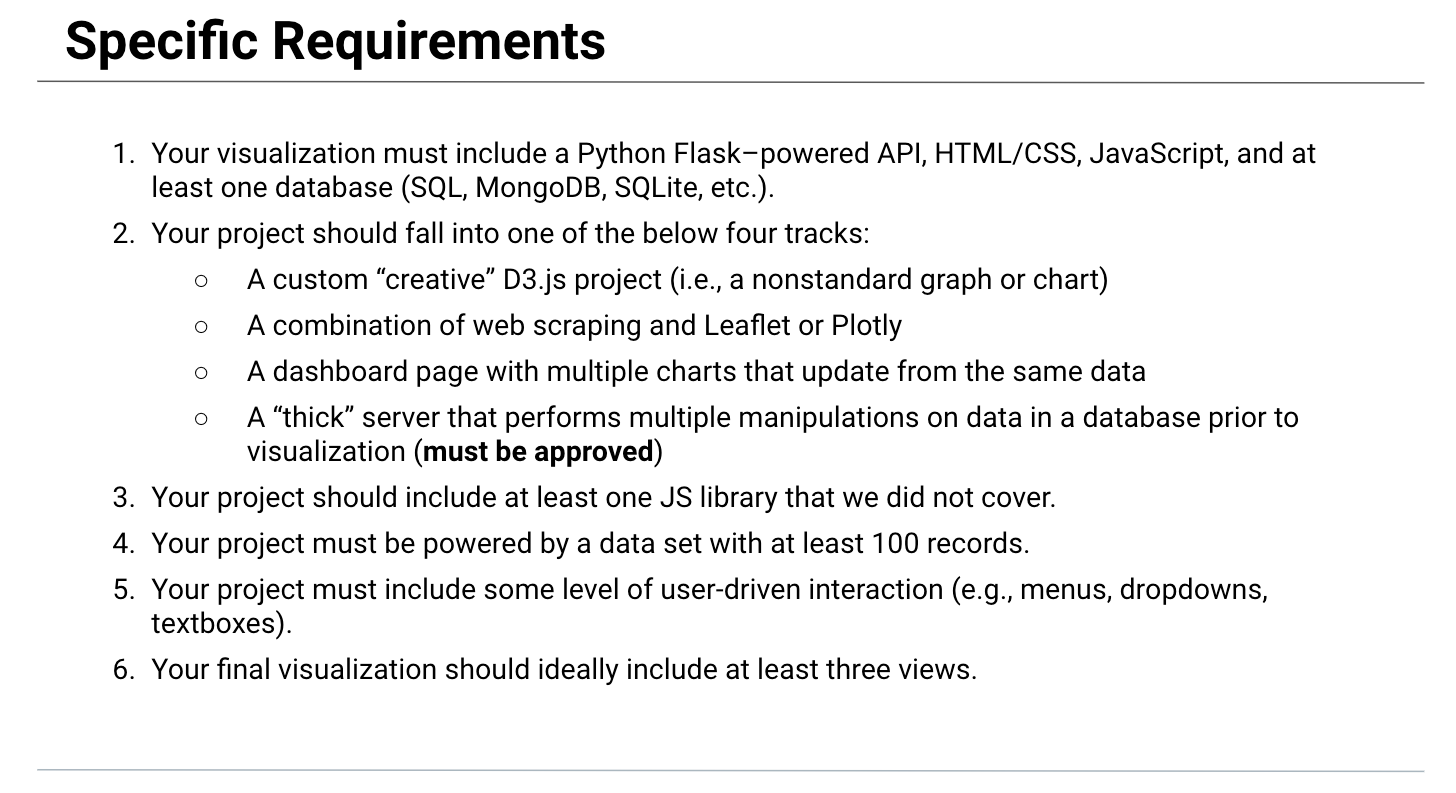 Specific Requirements
1. Your visualization must include a Python Flask–powered API, HTML/CSS, JavaScript, and at
least one database (SQL, MongoDB, SQLite, etc.).
2. Your project should fall into one of the below four tracks:
○ A custom “creative” D3.js project (i.e., a nonstandard graph or chart)
○ A combination of web scraping and Leaflet or Plotly
○ A dashboard page with multiple charts that update from the same data
○ A “thick” server that performs multiple manipulations on data in a database prior to
visualization (must be approved)
3. Your project should include at least one JS library that we did not cover.
4. Your project must be powered by a data set with at least 100 records.
5. Your project must include some level of user-driven interaction (e.g., menus, dropdowns,
textboxes).
6. Your final visualization should ideally include at least three views.